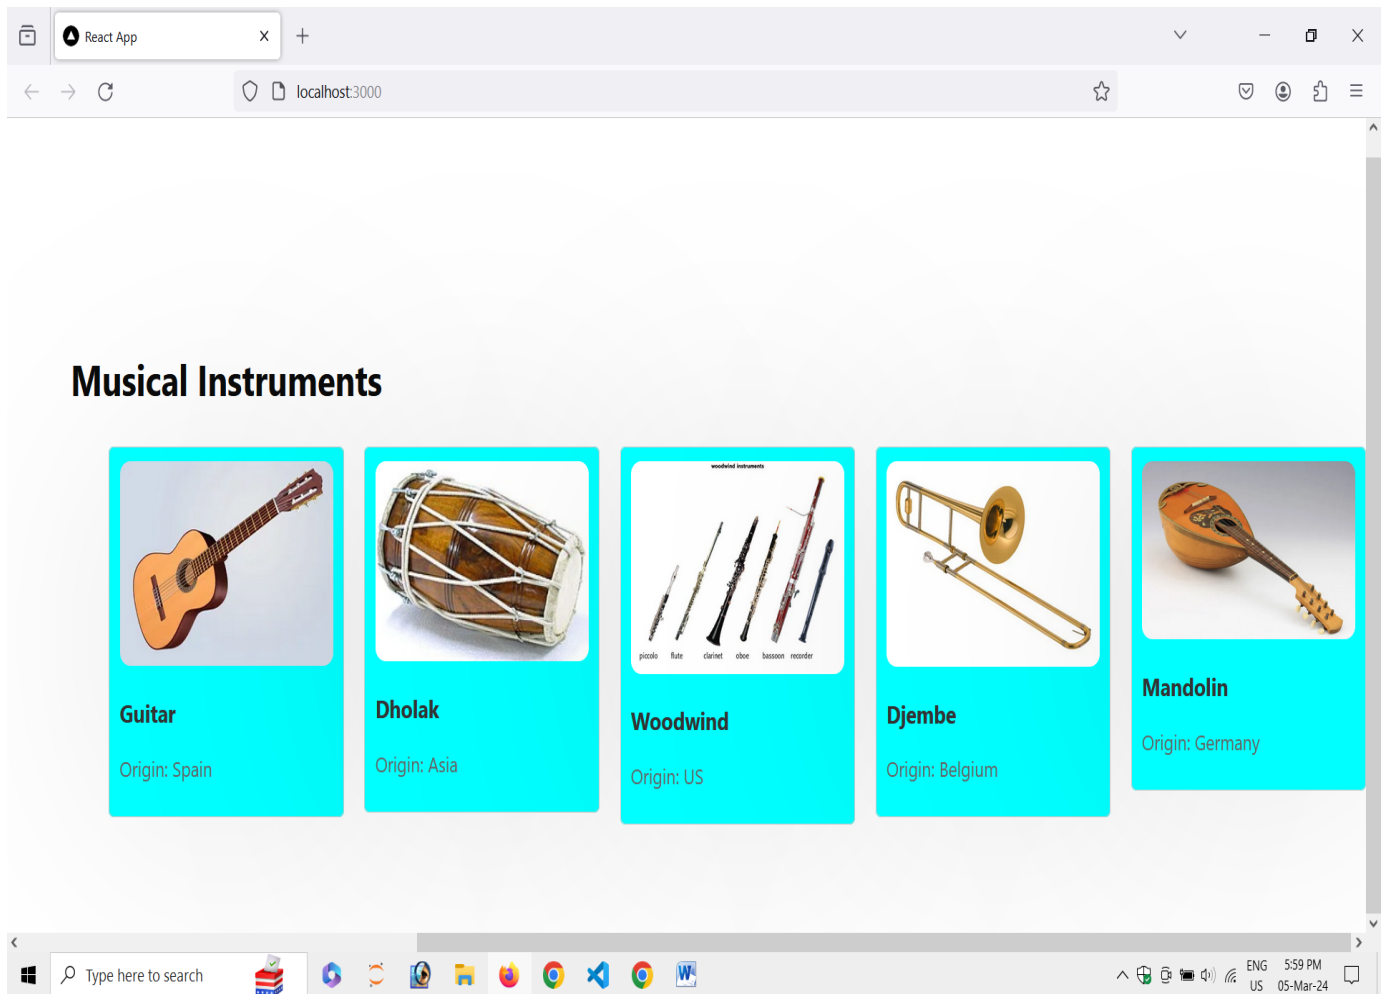 React App
localhost:3000
Musical Instruments
woodwind instruments
piccolo flute clarinet oboe bassoon recorder
Guitar
Origin: Spain
Dholak
Origin: Asia
Woodwind
Origin: US
Djembe
Origin: Belgium
Mandolin
Origin: Germany
Type here to search
ENG
US
5:59 PM
05-Mar-24